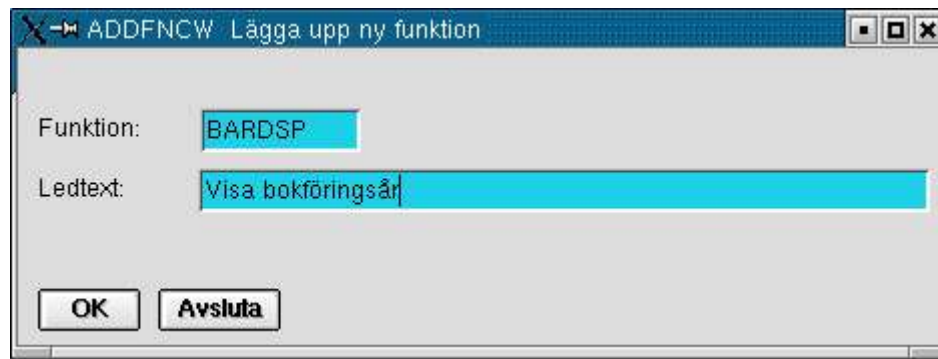 ADDFNCW Lägga upp ny funktion
Funktion: BARDSP
Ledtext: Visa bokföringsår
OK Avsluta